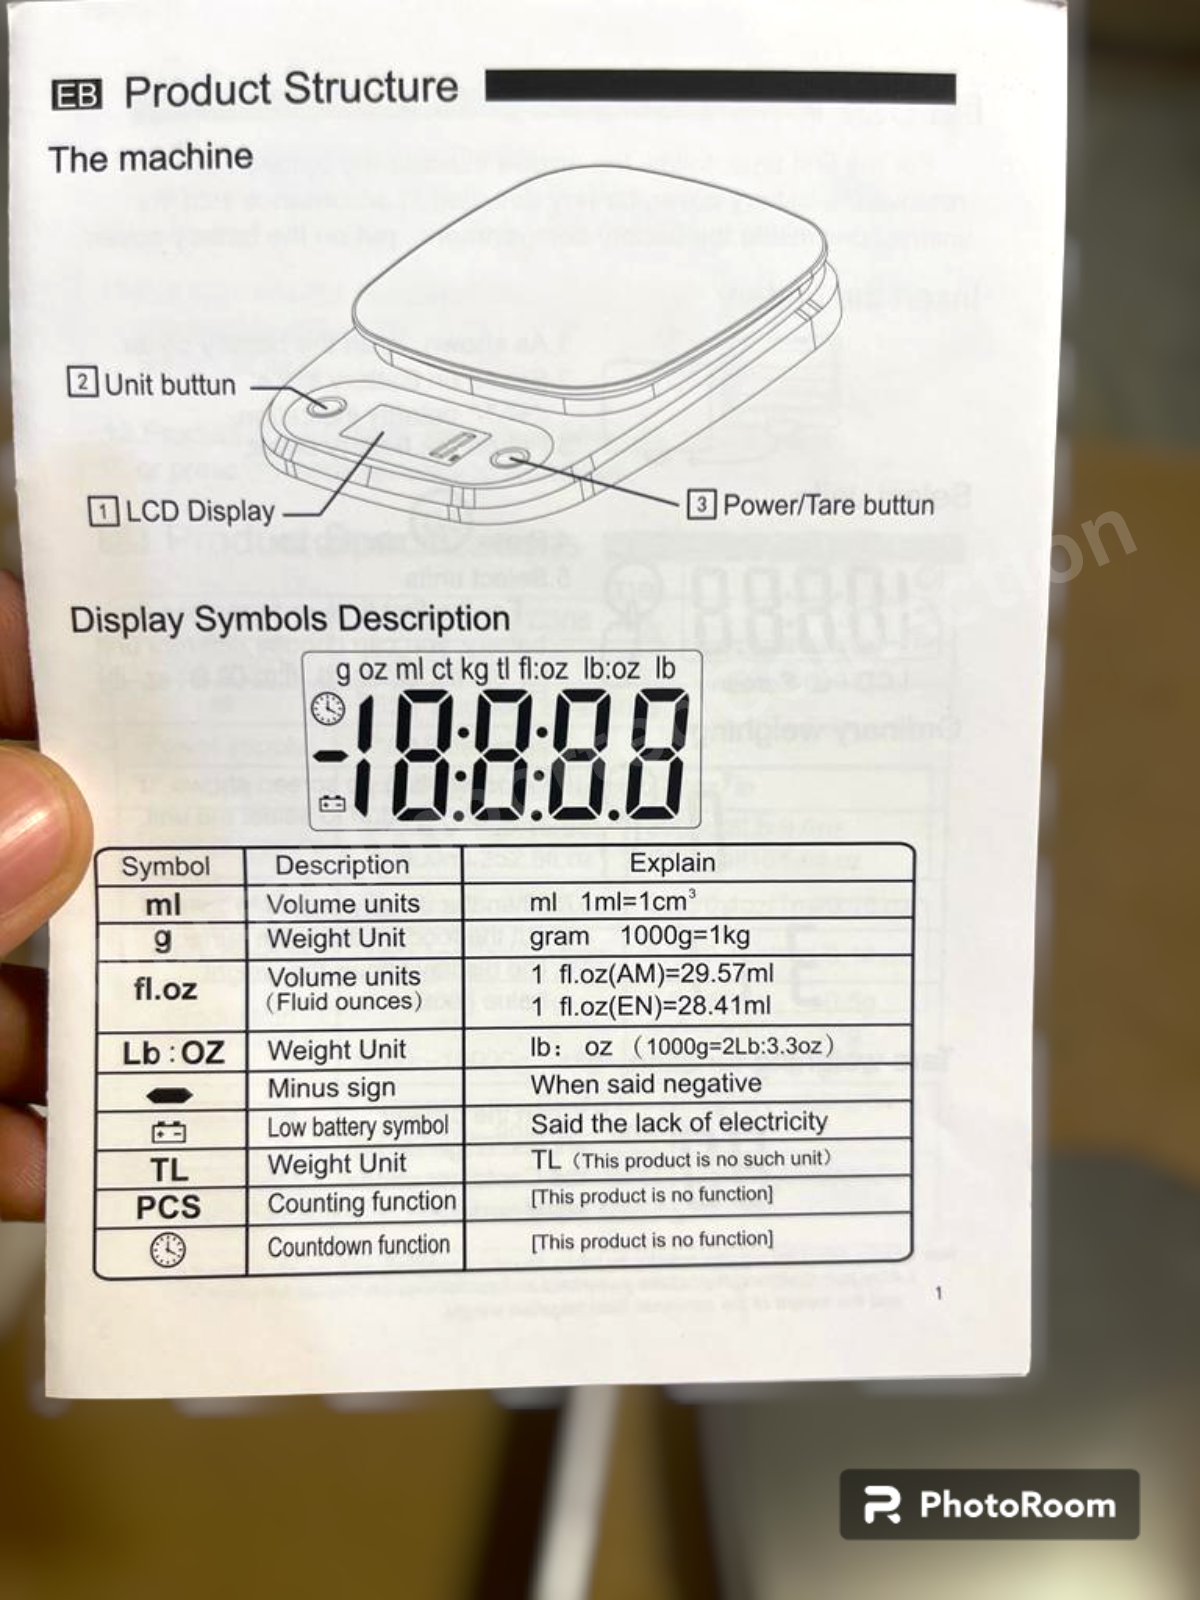 EB Product Structure
The machine
2 Unit buttun
1 LCD Display
3 Power/Tare buttun
Display Symbols Description
g oz ml ct kg tl fl:oz lb:oz lb
-18:8:8.8
Symbol Description Explain
ml Volume units ml 1ml=1cm³
g Weight Unit gram 1000g=1kg
fl.oz Volume units (Fluid ounces) 1 fl.oz(AM)=29.57ml
1 fl.oz(EN)=28.41ml
Lb:OZ Weight Unit lb: oz (1000g=2Lb:3.3oz)
Minus sign When said negative
Low battery symbol Said the lack of electricity
TL Weight Unit TL (This product is no such unit)
PCS Counting function [This product is no function]
Countdown function [This product is no function]
1
PhotoRoom